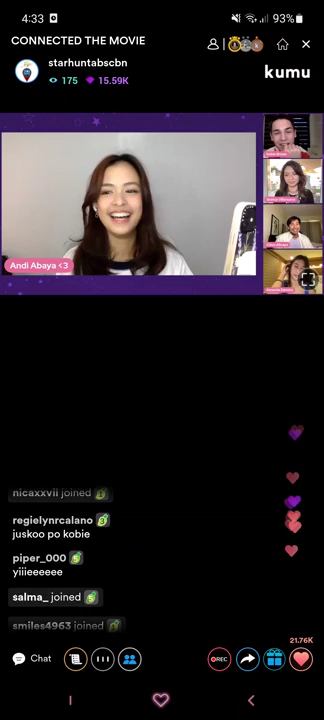 4:33
93%
CONNECTED THE MOVIE
starhuntabscbn
175
15.59K
kumu
Andi Abaya <3
nicaxxvii joined
regielynrcalano
juskoo po kobie
piper_000
yiiieeeeee
salma_ joined
smiles4963 joined
21.76K
Chat
REC